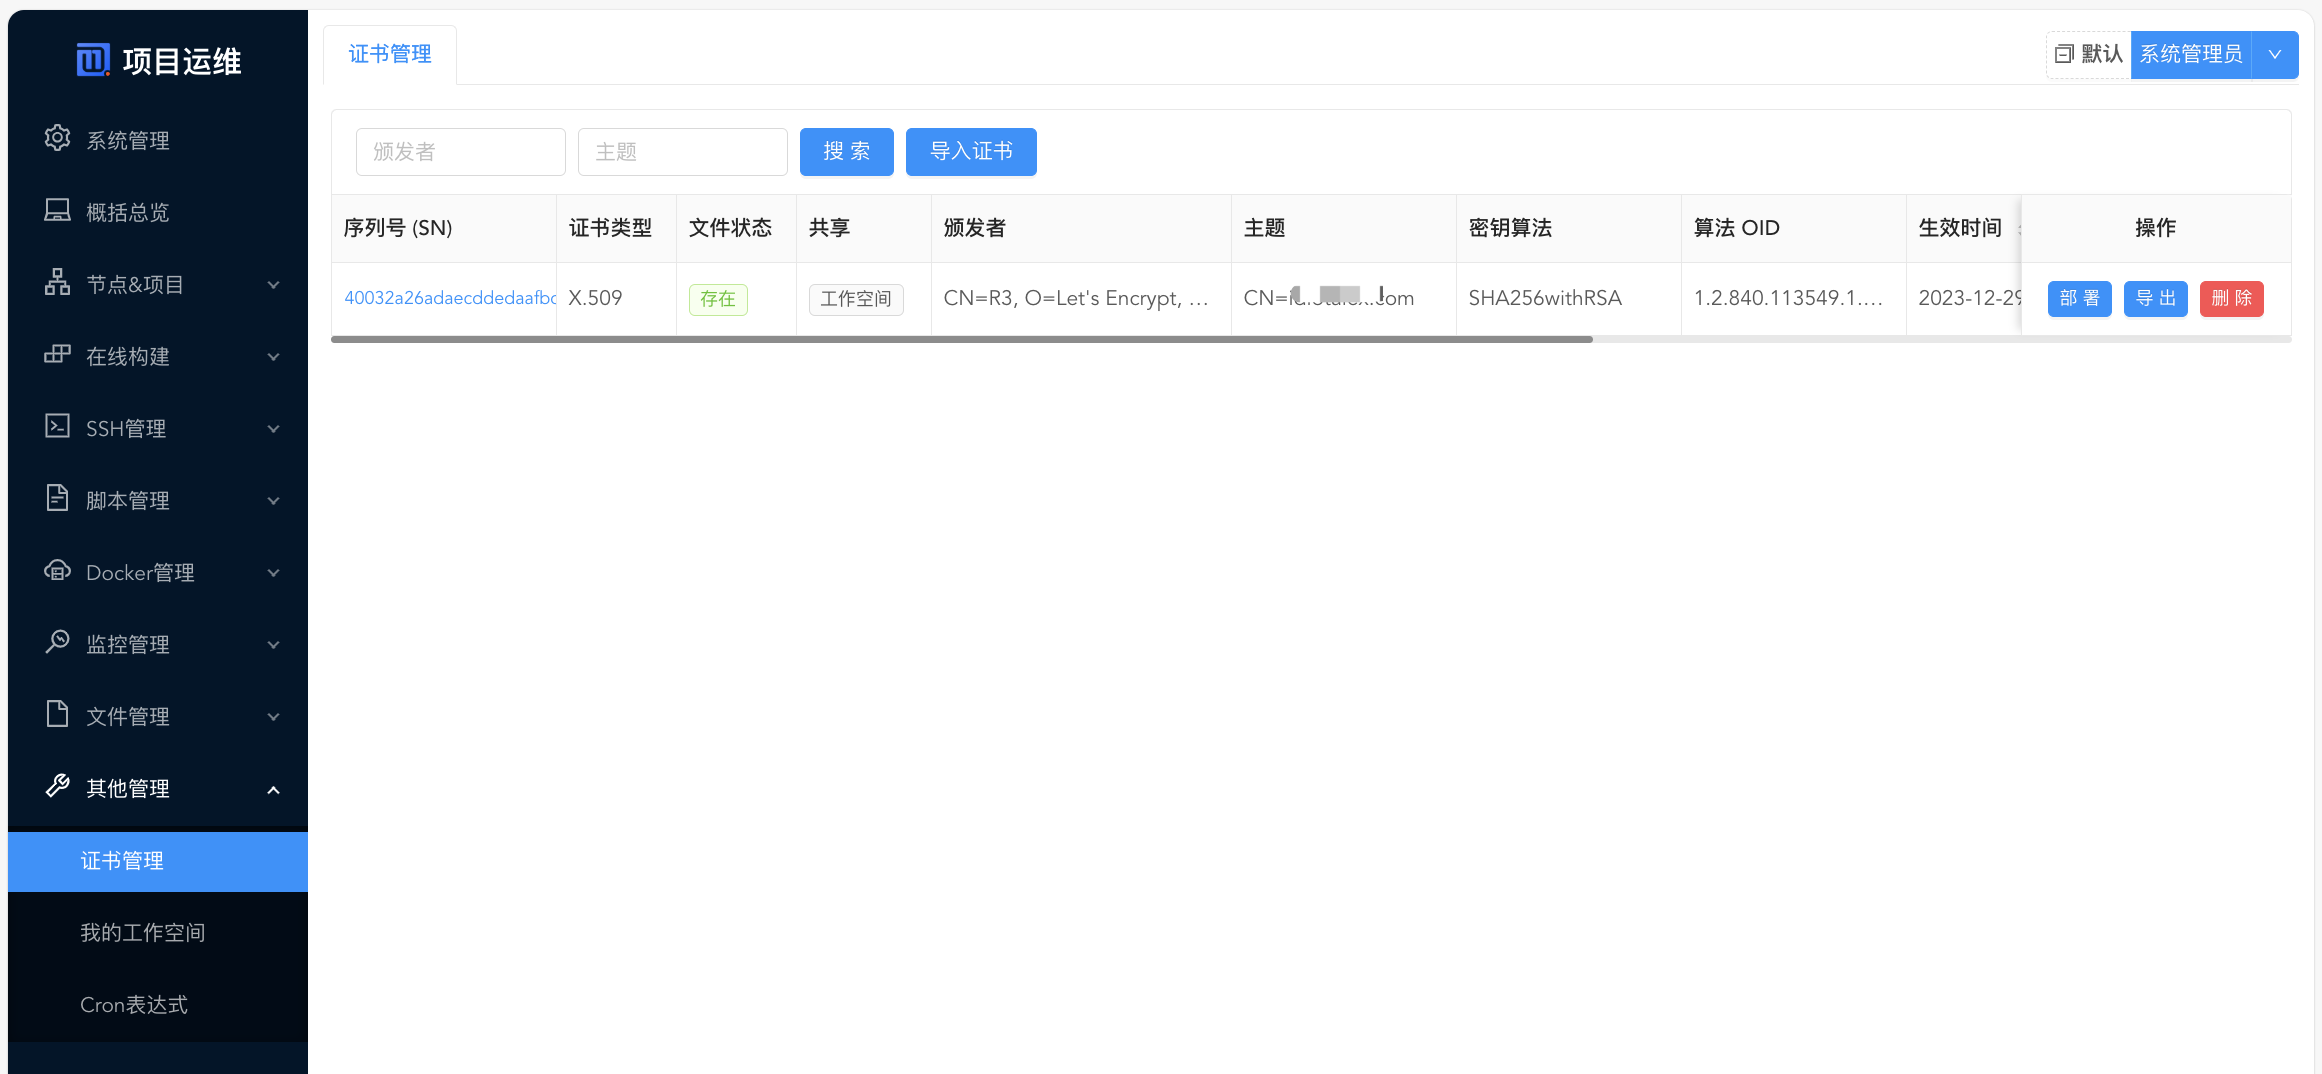 项目运维
系统管理
概括总览
节点&项目
在线构建
SSH管理
脚本管理
Docker管理
监控管理
文件管理
其他管理
证书管理
我的工作空间
Cron表达式
证书管理
默认 系统管理员
颁发者 主题 搜 索 导入证书
序列号 (SN) 证书类型 文件状态 共享 颁发者 主题 密钥算法 算法 OID 生效时间 操作
40032a26adaecddedaafbc X.509 存在 工作空间 CN=R3, O=Let's Encrypt, ... CN= .com SHA256withRSA 1.2.840.113549.1.... 2023-12-29 部 署 导 出 删 除